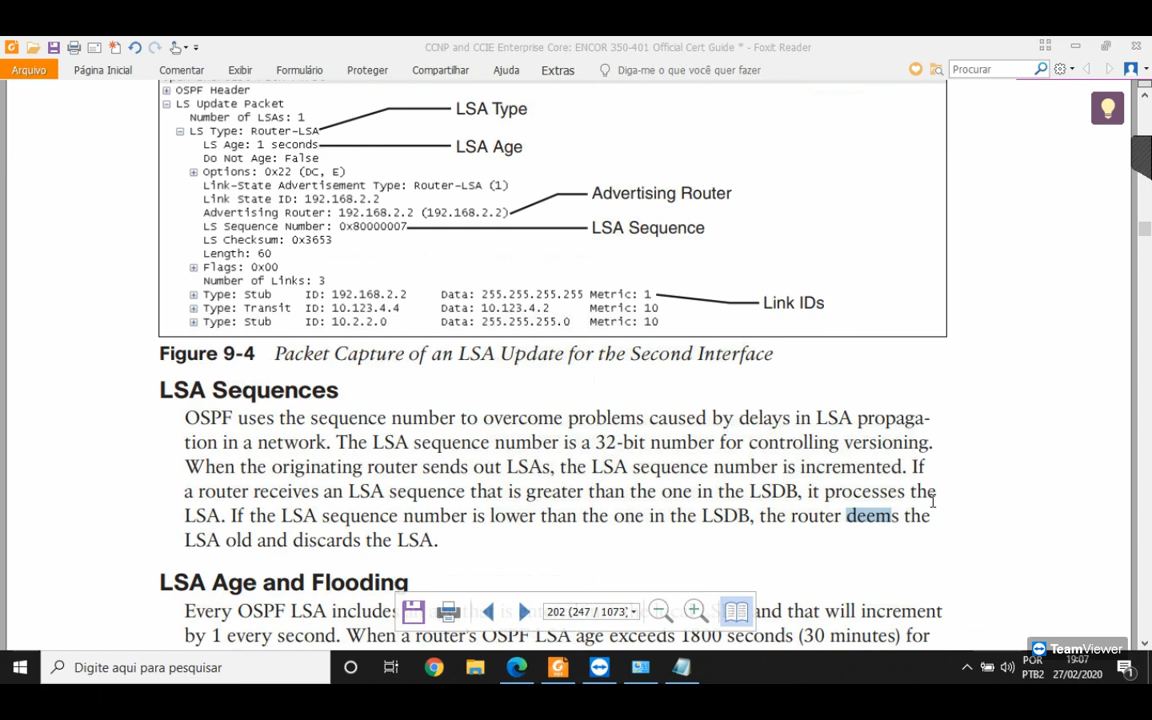 CCNP and CCIE Enterprise Core: ENCOR 350-401 Official Cert Guide * - Foxit Reader
Arquivo Página Inicial Comentar Exibir Formulário Proteger Compartilhar Ajuda Extras Diga-me o que você quer fazer Procurar
OSPF Header
LS Update Packet
Number of LSAs: 1
LSA Type
LS Type: Router-LSA
LS Age: 1 seconds
LSA Age
Do Not Age: False
Options: 0x22 (DC, E)
Link-State Advertisement Type: Router-LSA (1)
Advertising Router
Link State ID: 192.168.2.2
Advertising Router: 192.168.2.2 (192.168.2.2)
LS Sequence Number: 0x80000007
LSA Sequence
LS Checksum: 0x3653
Length: 60
Flags: 0x00
Number of Links: 3
Type: Stub ID: 192.168.2.2 Data: 255.255.255.255 Metric: 1
Link IDs
Type: Transit ID: 10.123.4.4 Data: 10.123.4.2 Metric: 10
Type: Stub ID: 10.2.2.0 Data: 255.255.255.0 Metric: 10
Figure 9-4 Packet Capture of an LSA Update for the Second Interface
LSA Sequences
OSPF uses the sequence number to overcome problems caused by delays in LSA propaga-
tion in a network. The LSA sequence number is a 32-bit number for controlling versioning.
When the originating router sends out LSAs, the LSA sequence number is incremented. If
a router receives an LSA sequence that is greater than the one in the LSDB, it processes the
LSA. If the LSA sequence number is lower than the one in the LSDB, the router deems the
LSA old and discards the LSA.
LSA Age and Flooding
Every OSPF LSA includes and that will increment
202 (247 / 1073)
by 1 every second. When a router's OSPF LSA age exceeds 1800 seconds (30 minutes) for
TeamViewer
Digite aqui para pesquisar
POR
PTB2
19:07
27/02/2020
1